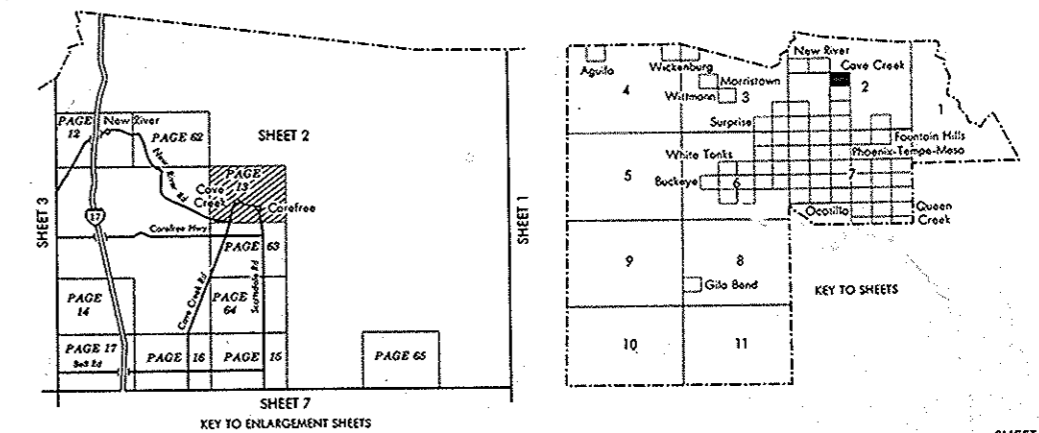 PAGE 12
New River
PAGE 62
SHEET 2
New River Rd
PAGE 13
Cave Creek
Carefree
SHEET 3
17
Carefree Hwy
SHEET 1
PAGE 63
Cave Creek Rd
Scottsdale Rd
PAGE 14
PAGE 64
PAGE 17
Bell Rd
PAGE 16
PAGE 15
PAGE 65
SHEET 7
KEY TO ENLARGEMENT SHEETS
New River
Cave Creek
Aguila
Wickenburg
4
Morristown
Wittmann
3
2
1
Surprise
Fountain Hills
White Tanks
Phoenix-Tempe-Mesa
5
Buckeye
6
7
Ocotillo
Queen Creek
9
8
Gila Bend
KEY TO SHEETS
10
11
SHEET